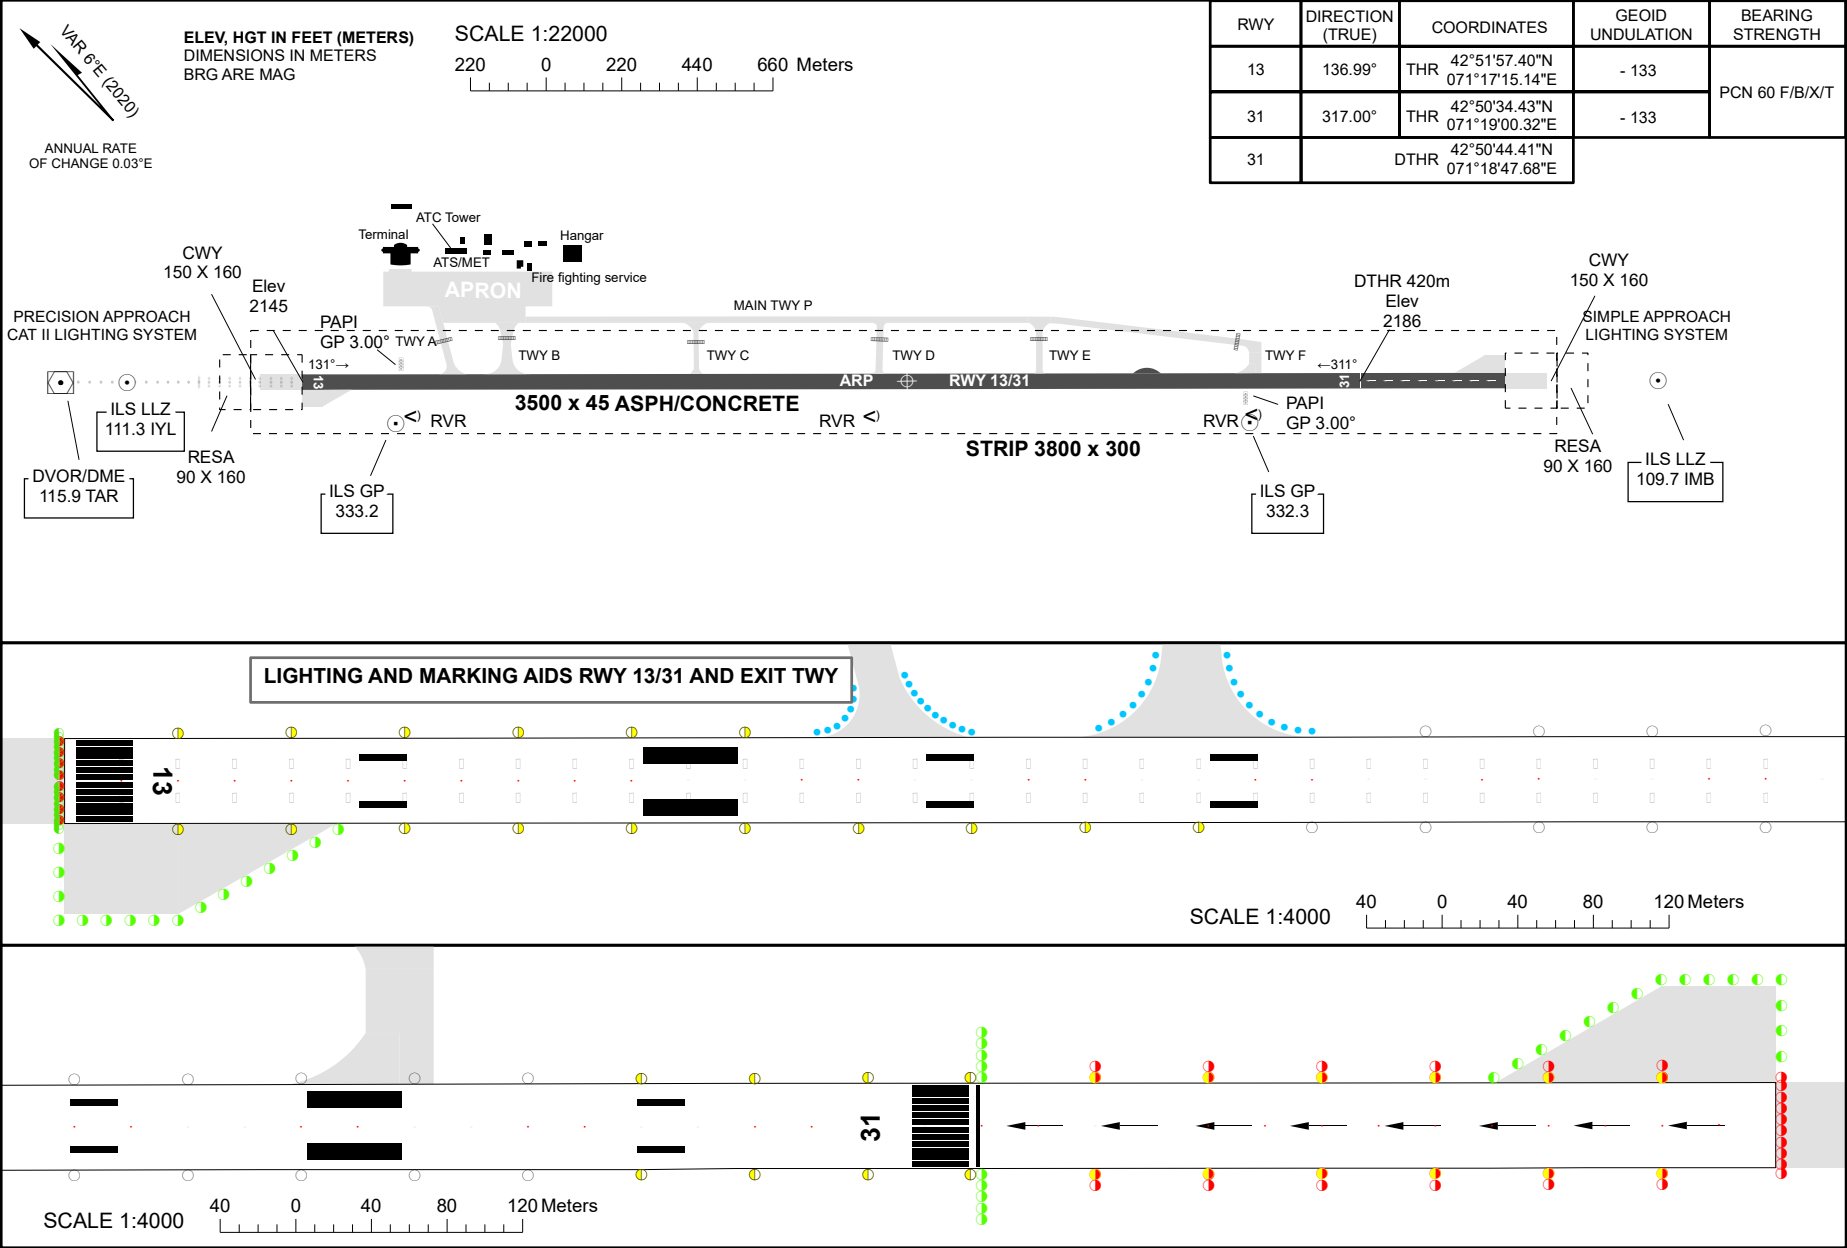 VAR 6°E (2020)
ANNUAL RATE
OF CHANGE 0.03°E
ELEV, HGT IN FEET (METERS)
DIMENSIONS IN METERS
BRG ARE MAG
SCALE 1:22000
220 0 220 440 660 Meters
RWY DIRECTION (TRUE) COORDINATES GEOID UNDULATION BEARING STRENGTH
13 136.99° THR 42°51'57.40"N 071°17'15.14"E - 133 PCN 60 F/B/X/T
31 317.00° THR 42°50'34.43"N 071°19'00.32"E - 133
31 DTHR 42°50'44.41"N 071°18'47.68"E
ATC Tower
Terminal
Hangar
ATS/MET
Fire fighting service
APRON
CWY
150 X 160
Elev
2145
PRECISION APPROACH
CAT II LIGHTING SYSTEM
PAPI
GP 3.00°
MAIN TWY P
TWY A
TWY B
TWY C
TWY D
TWY E
TWY F
DTHR 420m
Elev
2186
CWY
150 X 160
SIMPLE APPROACH
LIGHTING SYSTEM
131°→
←311°
13
ARP
RWY 13/31
31
3500 x 45 ASPH/CONCRETE
ILS LLZ
111.3 IYL
RVR
RVR
RVR
PAPI
GP 3.00°
STRIP 3800 x 300
RESA
90 X 160
RESA
90 X 160
DVOR/DME
115.9 TAR
ILS GP
333.2
ILS GP
332.3
ILS LLZ
109.7 IMB
LIGHTING AND MARKING AIDS RWY 13/31 AND EXIT TWY
13
SCALE 1:4000
40 0 40 80 120 Meters
31
SCALE 1:4000
40 0 40 80 120 Meters